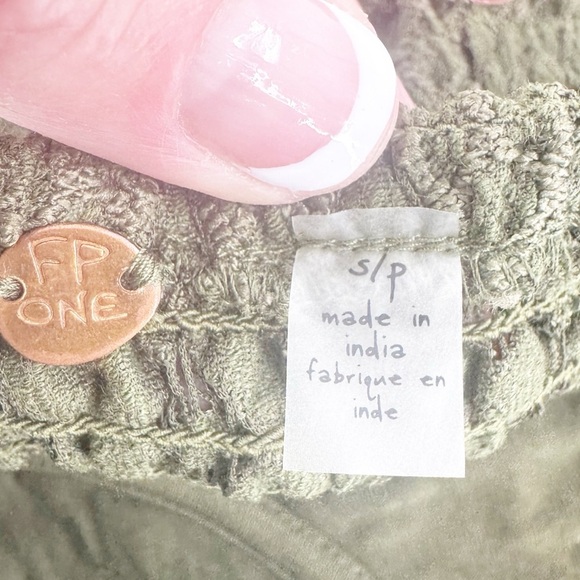 FP
ONE
s/p
made in
india
fabrique en
inde